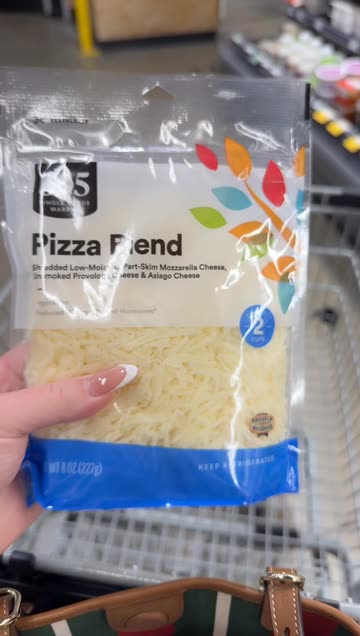 365
WHOLE FOODS
MARKET
Pizza Blend
Shredded Low-Moisture Part-Skim Mozzarella Cheese,
Unsmoked Provolone Cheese & Asiago Cheese
2
CUPS
WT 8 OZ (227g)
KEEP REFRIGERATED